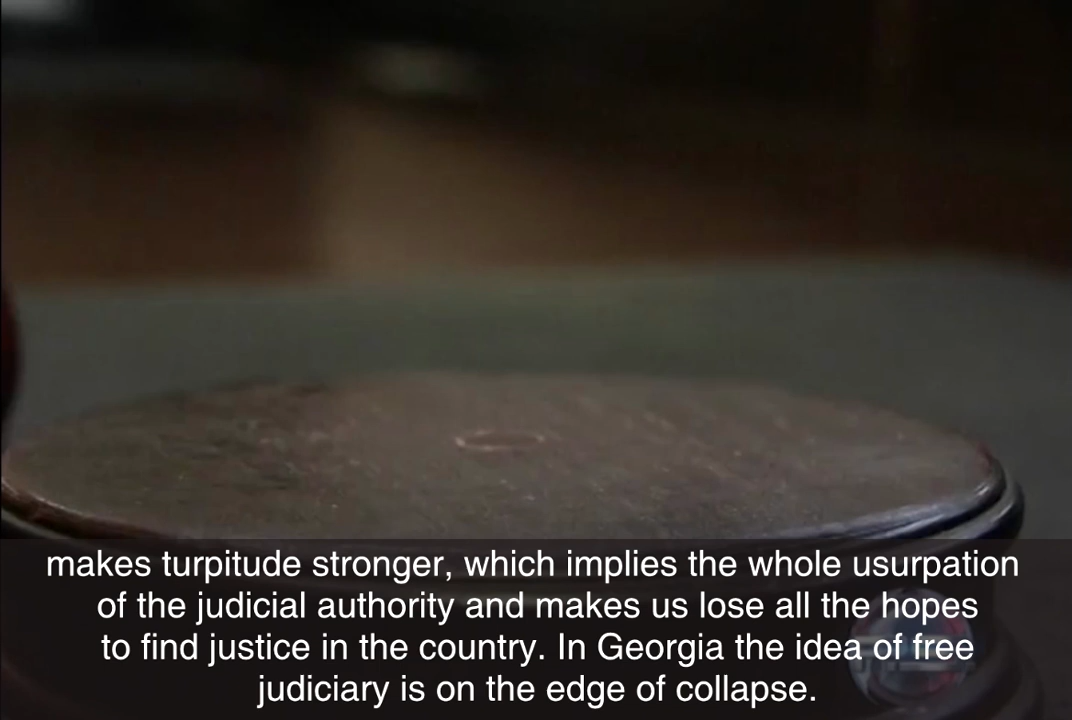 makes turpitude stronger, which implies the whole usurpation
of the judicial authority and makes us lose all the hopes
to find justice in the country. In Georgia the idea of free
judiciary is on the edge of collapse.